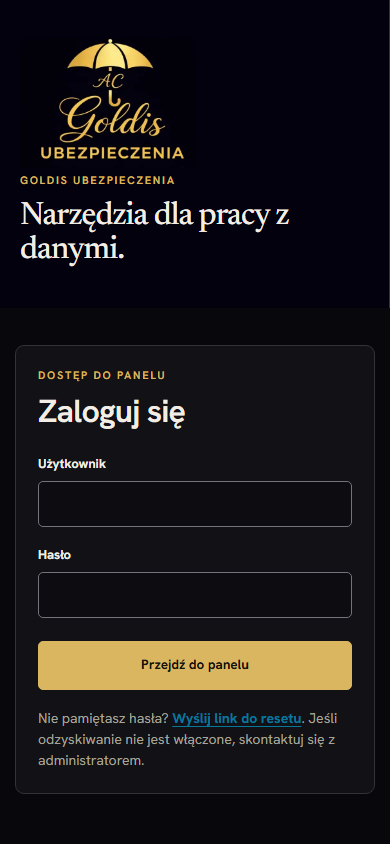 AC
Goldis
UBEZPIECZENIA
GOLDIS UBEZPIECZENIA
Narzędzia dla pracy z
danymi.
DOSTĘP DO PANELU
Zaloguj się
Użytkownik
Hasło
Przejdź do panelu
Nie pamiętasz hasła? Wyślij link do resetu. Jeśli
odzyskiwanie nie jest włączone, skontaktuj się z
administratorem.